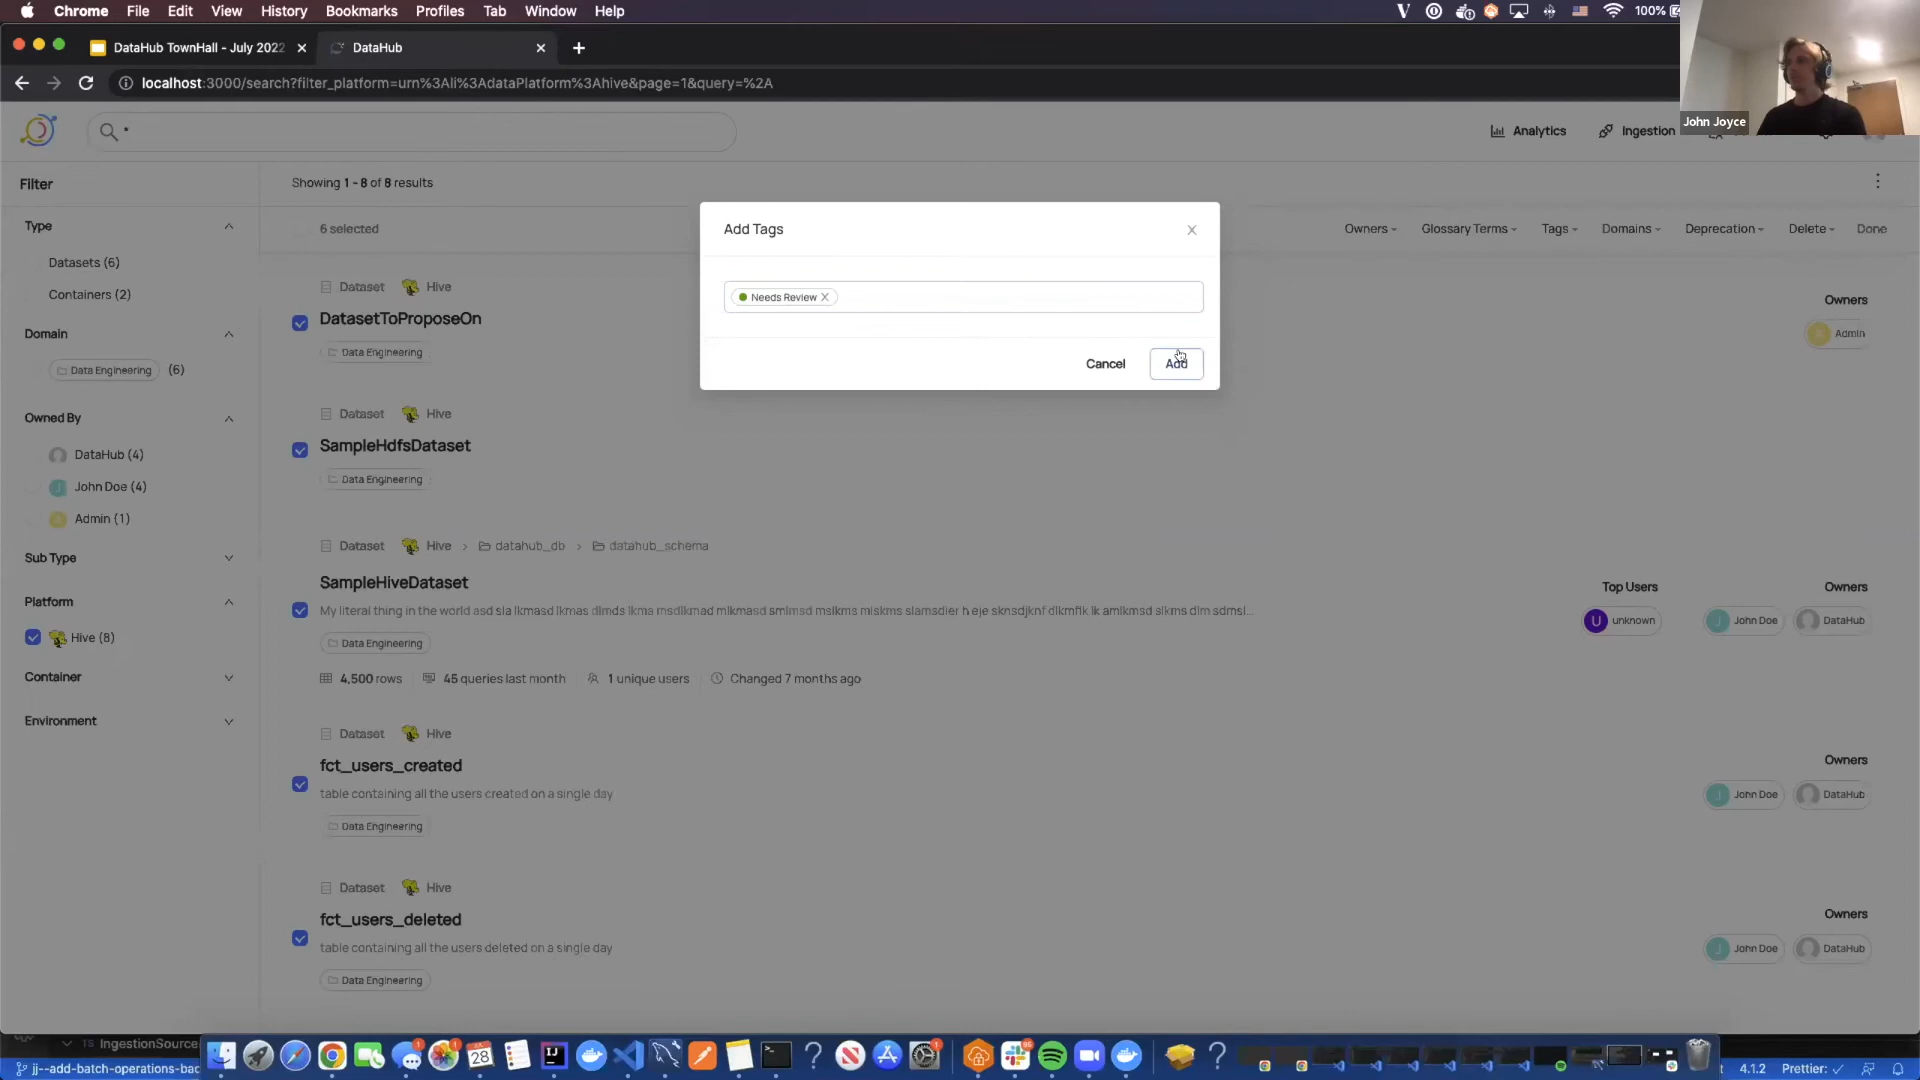 Chrome File Edit View History Bookmarks Profiles Tab Window Help
100%
DataHub TownHall - July 2022
DataHub
localhost:3000/search?filter_platform=urn%3Ali%3AdataPlatform%3Ahive&page=1&query=%2A
John Joyce
*
Analytics
Ingestion
Filter
Showing 1 - 8 of 8 results
Type
6 selected
Owners
Glossary Terms
Tags
Domains
Deprecation
Delete
Done
Datasets (6)
Containers (2)
Domain
Data Engineering (6)
Owned By
DataHub (4)
John Doe (4)
Admin (1)
Sub Type
Platform
Hive (8)
Container
Environment
Add Tags
Needs Review
Cancel
Add
Dataset Hive
DatasetToProposeOn
Data Engineering
Owners
Admin
Dataset Hive
SampleHdfsDataset
Data Engineering
Dataset Hive > datahub_db > datahub_schema
SampleHiveDataset
My literal thing in the world asd sla lkmasd lkmas dlmds lkma msdlkmad mlkmasd smlmsd mslkms mlskms slamsdier h eje sknsdjknf dlkmflk lk amlkmsd slkms dlm sdmsl...
Data Engineering
4,500 rows
45 queries last month
1 unique users
Changed 7 months ago
Top Users
U unknown
Owners
J John Doe
DataHub
Dataset Hive
fct_users_created
table containing all the users created on a single day
Data Engineering
Owners
J John Doe
DataHub
Dataset Hive
fct_users_deleted
table containing all the users deleted on a single day
Data Engineering
Owners
J John Doe
DataHub
TS IngestionSource
28
jj--add-batch-operations-bac
4.1.2
Prettier: ✓